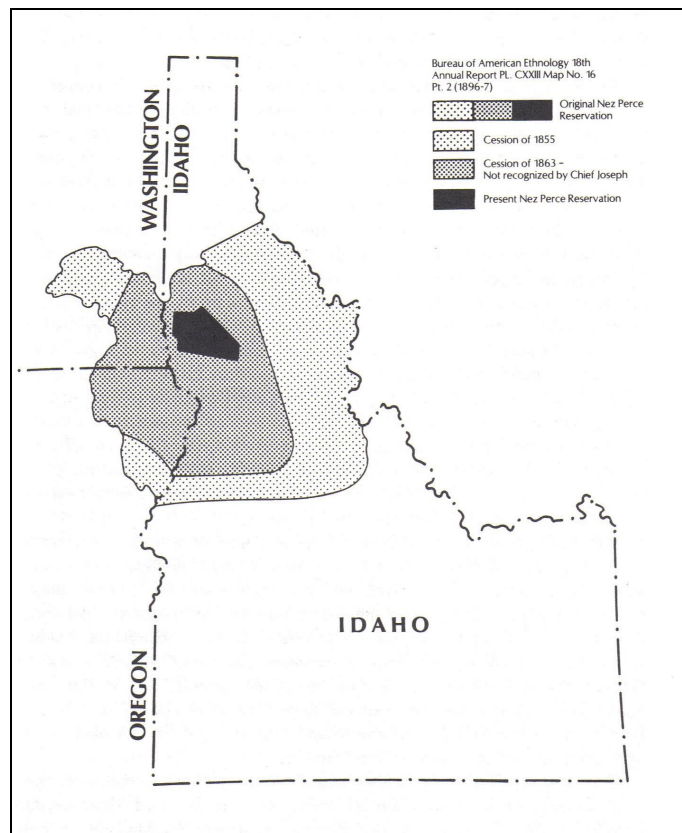 Bureau of American Ethnology 18th
Annual Report PL. CXXIII Map No. 16
Pt. 2 (1896-7)
Original Nez Perce
Reservation
Cession of 1855
Cession of 1863 –
Not recognized by Chief Joseph
Present Nez Perce Reservation
WASHINGTON
IDAHO
IDAHO
OREGON